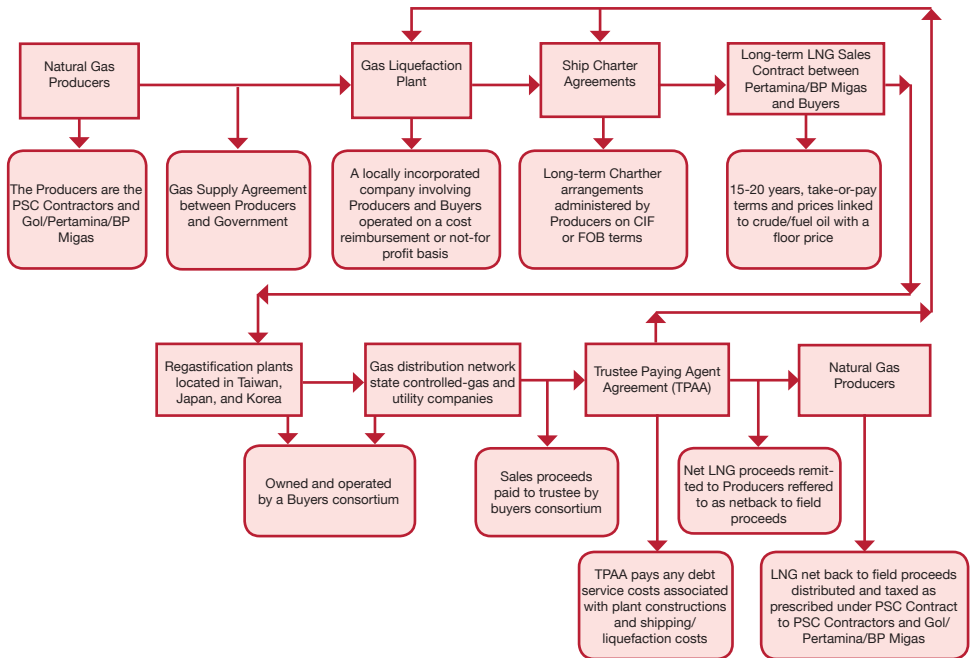 Natural Gas
Producers
Gas Liquefaction
Plant
Ship Charter
Agreements
Long-term LNG Sales
Contract between
Pertamina/BP Migas
and Buyers
The Producers are the
PSC Contractors and
GoI/Pertamina/BP
Migas
Gas Supply Agreement
between Producers
and Government
A locally incorporated
company involving
Producers and Buyers
operated on a cost
reimbursement or not-for
profit basis
Long-term Charther
arrangements
administered by
Producers on CIF
or FOB terms
15-20 years, take-or-pay
terms and prices linked
to crude/fuel oil with a
floor price
Regastification plants
located in Taiwan,
Japan, and Korea
Gas distribution network
state controlled-gas and
utility companies
Trustee Paying Agent
Agreement (TPAA)
Natural Gas
Producers
Owned and operated
by a Buyers consortium
Sales proceeds
paid to trustee by
buyers consortium
Net LNG proceeds remit-
ted to Producers reffered
to as netback to field
proceeds
TPAA pays any debt
service costs associated
with plant constructions
and shipping/
liquefaction costs
LNG net back to field proceeds
distributed and taxed as
prescribed under PSC Contract
to PSC Contractors and GoI/
Pertamina/BP Migas